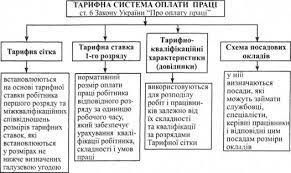 ТАРИФНА СИСТЕМА ОПЛАТИ ПРАЦІ
ст. 6 Закону України "Про оплату праці"
Тарифна сітка
встановлюються
на основі тарифної
ставки робітника
першого розряду та
міжкваліфікаційних
співвідношень
розмірів тарифних
ставок, які
встановлюються
у розмірах не
нижче визначених
галузевою угодою
Тарифна ставка
1-го розряду
нормативний
розмір оплати
праці робітника
відповідного
розряду за
одиницю
робочого часу,
який забезпечує
урахування квалі-
фікації робітника,
складності і умов
праці
Тарифно-
кваліфікаційні
характеристики
(довідники)
використовуються
для розподілу
робіт і працівни-
ків залежно від
їх складності
та кваліфікації
за розрядами
Тарифної сітки
Схема посадових
окладів
у ній
визначаються
посади, які
можуть займати
службовці,
спеціалісти,
керівні працівники
і відповідні цим
посадам розміри
окладів